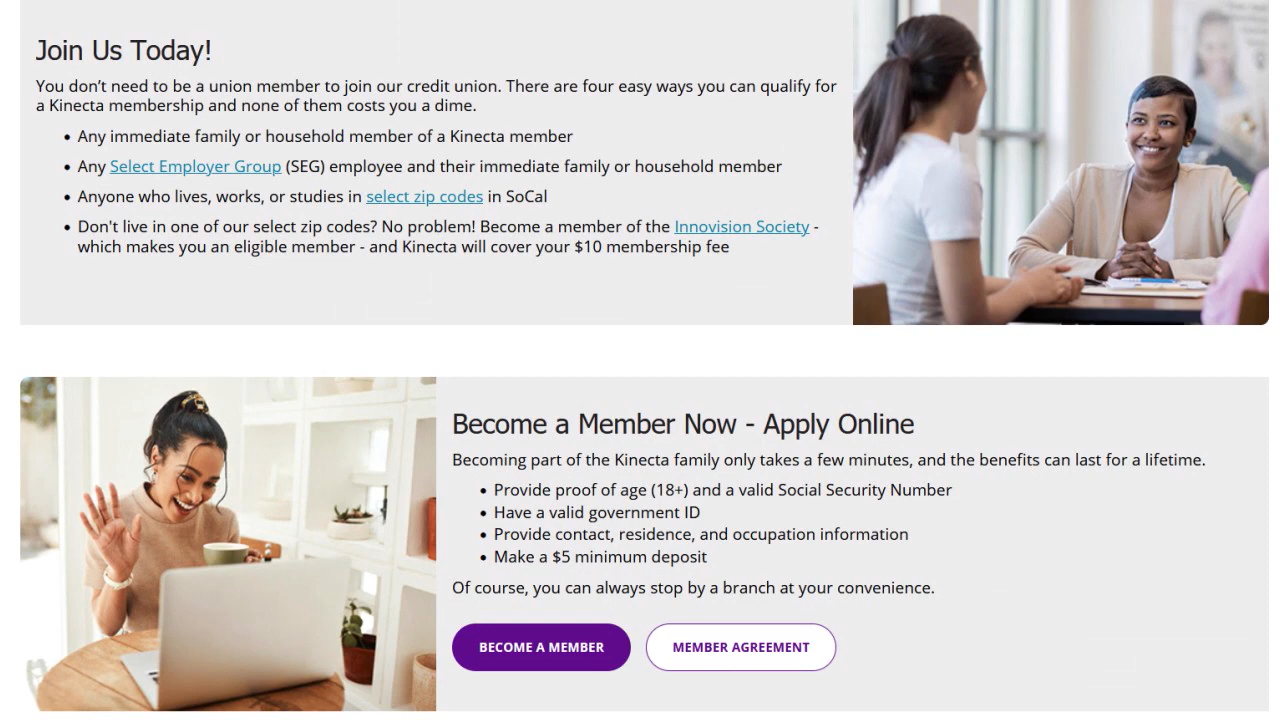 Join Us Today!
You don’t need to be a union member to join our credit union. There are four easy ways you can qualify for
a Kinecta membership and none of them costs you a dime.
• Any immediate family or household member of a Kinecta member
• Any Select Employer Group (SEG) employee and their immediate family or household member
• Anyone who lives, works, or studies in select zip codes in SoCal
• Don't live in one of our select zip codes? No problem! Become a member of the Innovision Society -
which makes you an eligible member - and Kinecta will cover your $10 membership fee
Become a Member Now - Apply Online
Becoming part of the Kinecta family only takes a few minutes, and the benefits can last for a lifetime.
• Provide proof of age (18+) and a valid Social Security Number
• Have a valid government ID
• Provide contact, residence, and occupation information
• Make a $5 minimum deposit
Of course, you can always stop by a branch at your convenience.
BECOME A MEMBER
MEMBER AGREEMENT